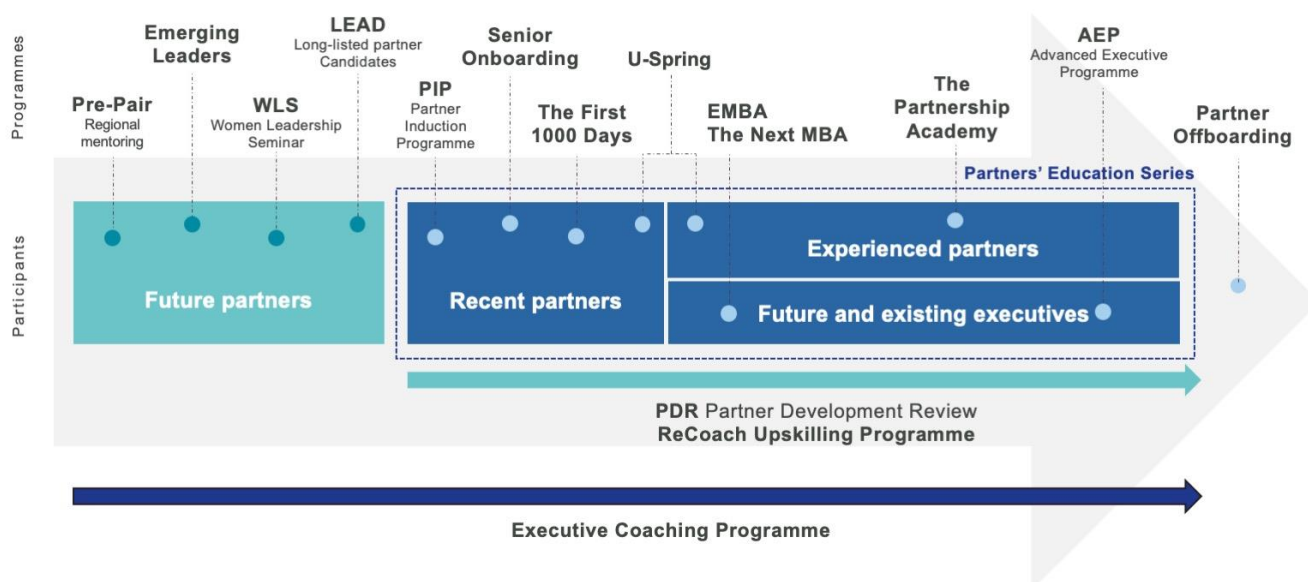 Programmes
Pre-Pair
Regional
mentoring
Emerging
Leaders
WLS
Women Leadership
Seminar
LEAD
Long-listed partner
Candidates
PIP
Partner
Induction
Programme
Senior
Onboarding
The First
1000 Days
U-Spring
EMBA
The Next MBA
The
Partnership
Academy
AEP
Advanced Executive
Programme
Partner
Offboarding
Partners' Education Series
Participants
Future partners
Recent partners
Experienced partners
Future and existing executives
PDR Partner Development Review
ReCoach Upskilling Programme
Executive Coaching Programme